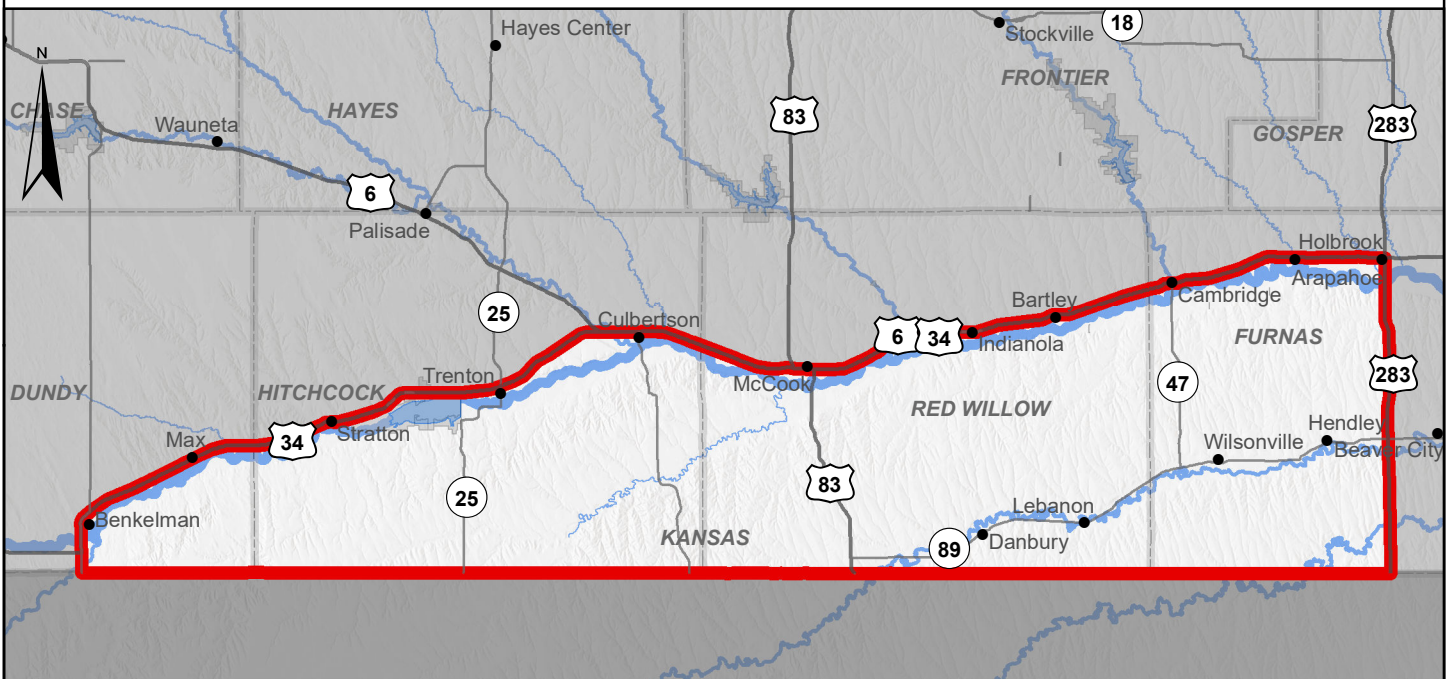 Hayes Center
Stockville
18
N
FRONTIER
CHASE
HAYES
83
Wauneta
283
GOSPER
6
Palisade
Holbrook
Arapahoe
Cambridge
Bartley
25
Culbertson
6
34
Indianola
FURNAS
Trenton
McCook
283
DUNDY
HITCHCOCK
47
RED WILLOW
Max
34
Stratton
Hendley
Wilsonville
Beaver City
83
25
Lebanon
Benkelman
KANSAS
89
Danbury